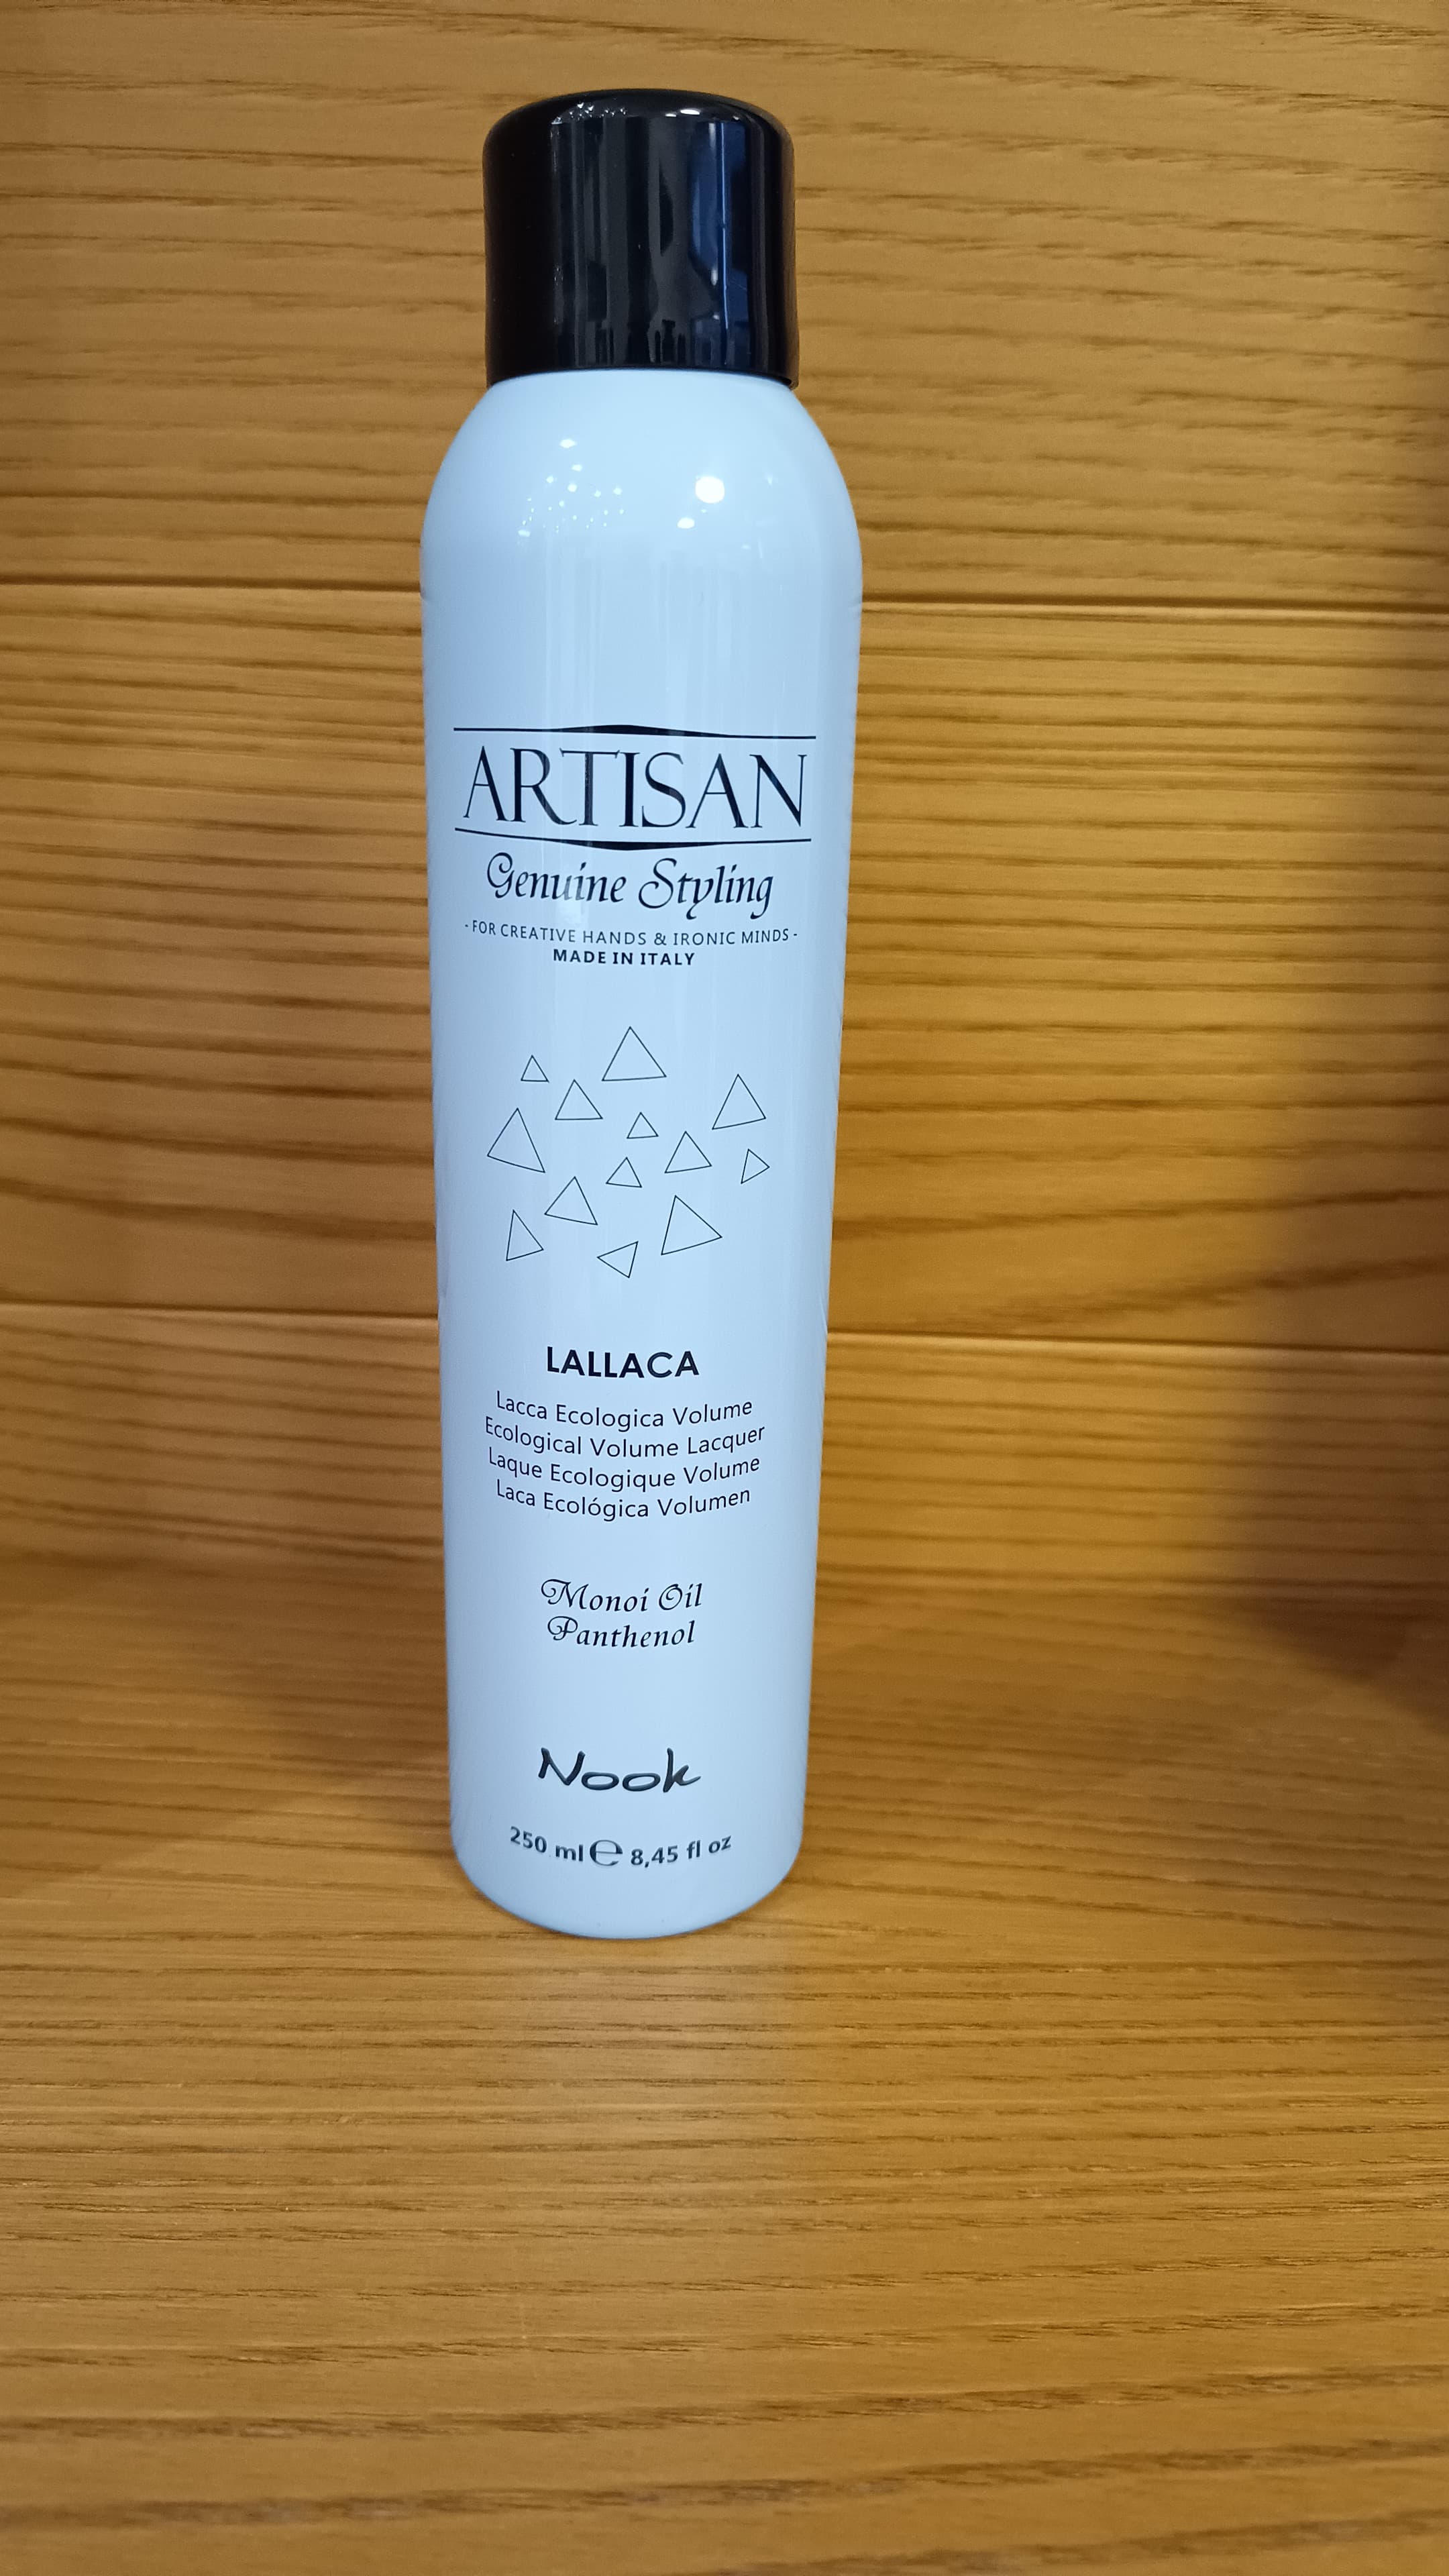 ARTISAN
Genuine Styling
- FOR CREATIVE HANDS & IRONIC MINDS -
MADE IN ITALY
LALLACA
Lacca Ecologica Volume
Ecological Volume Lacquer
Laque Ecologique Volume
Laca Ecológica Volumen
Monoi Oil
Panthenol
Nook
250 ml ℮ 8,45 fl oz